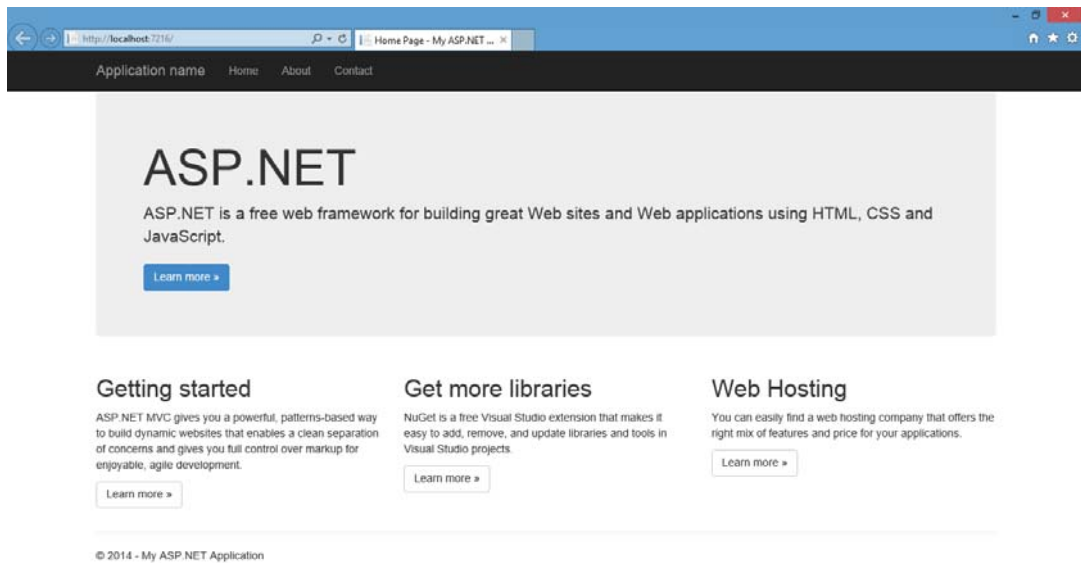 http://localhost:7216/
Home Page - My ASP.NET ...
Application name Home About Contact
ASP.NET
ASP.NET is a free web framework for building great Web sites and Web applications using HTML, CSS and
JavaScript.
Learn more »
Getting started
ASP.NET MVC gives you a powerful, patterns-based way
to build dynamic websites that enables a clean separation
of concerns and gives you full control over markup for
enjoyable, agile development.
Learn more »
Get more libraries
NuGet is a free Visual Studio extension that makes it
easy to add, remove, and update libraries and tools in
Visual Studio projects.
Learn more »
Web Hosting
You can easily find a web hosting company that offers the
right mix of features and price for your applications.
Learn more »
© 2014 - My ASP.NET Application